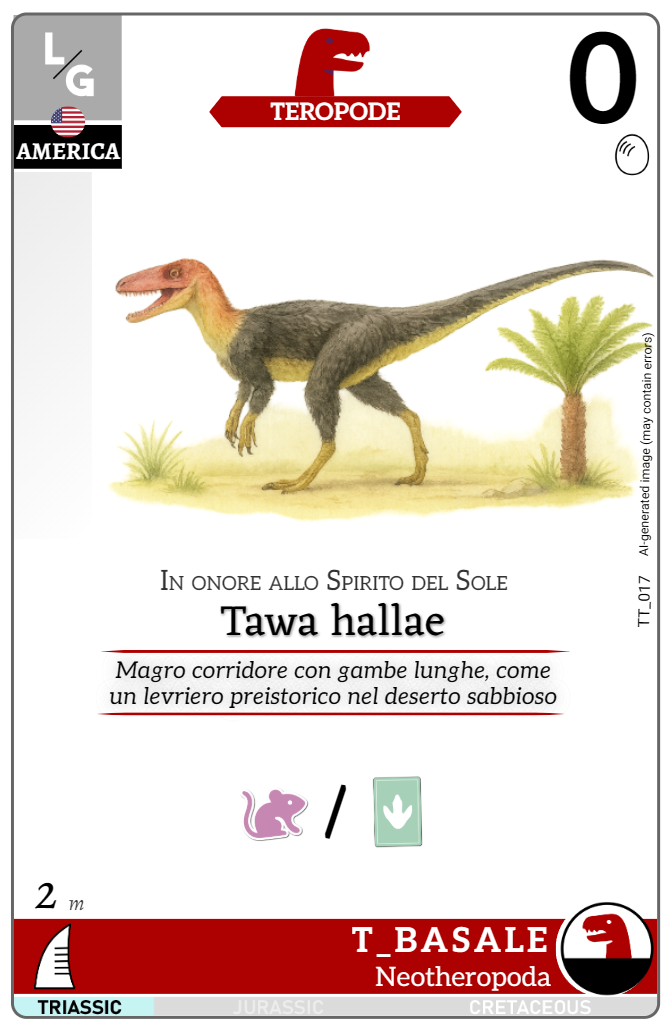 L/G
AMERICA
TEROPODE
0
AI-generated image (may contain errors)
TT_017
In onore allo Spirito del Sole
Tawa hallae
Magro corridore con gambe lunghe, come
un levriero preistorico nel deserto sabbioso
/
2 m
T_BASALE
Neotheropoda
TRIASSIC JURASSIC CRETACEOUS